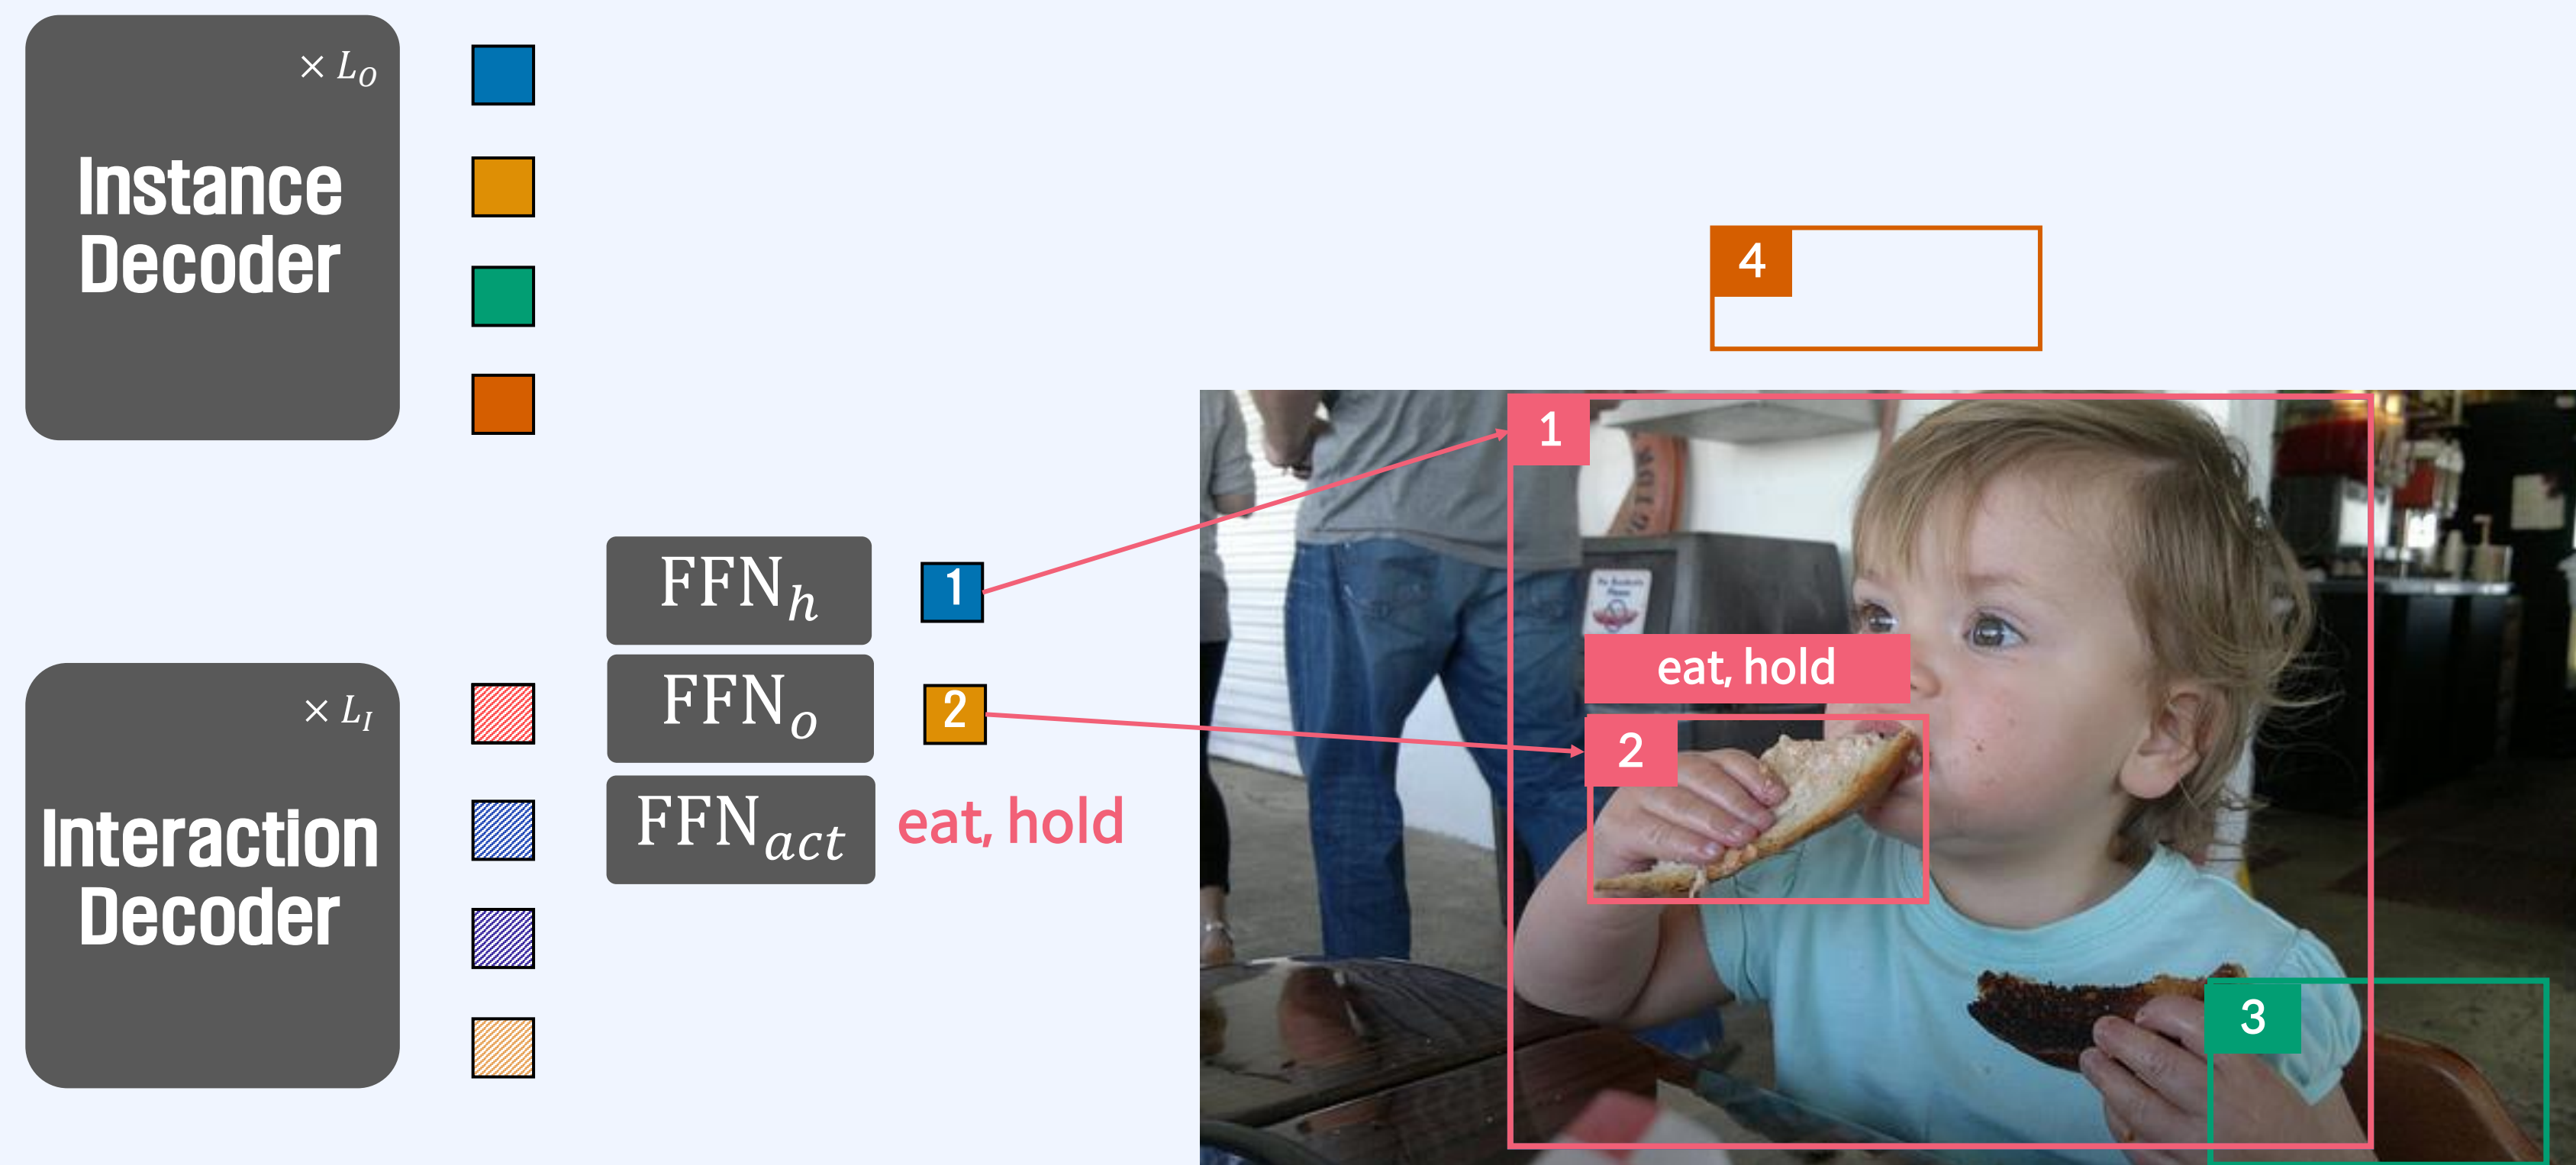 × L_O
Instance
Decoder
4
1
FFN_h
1
FFN_o
2
FFN_act
eat, hold
× L_I
Interaction
Decoder
eat, hold
2
3